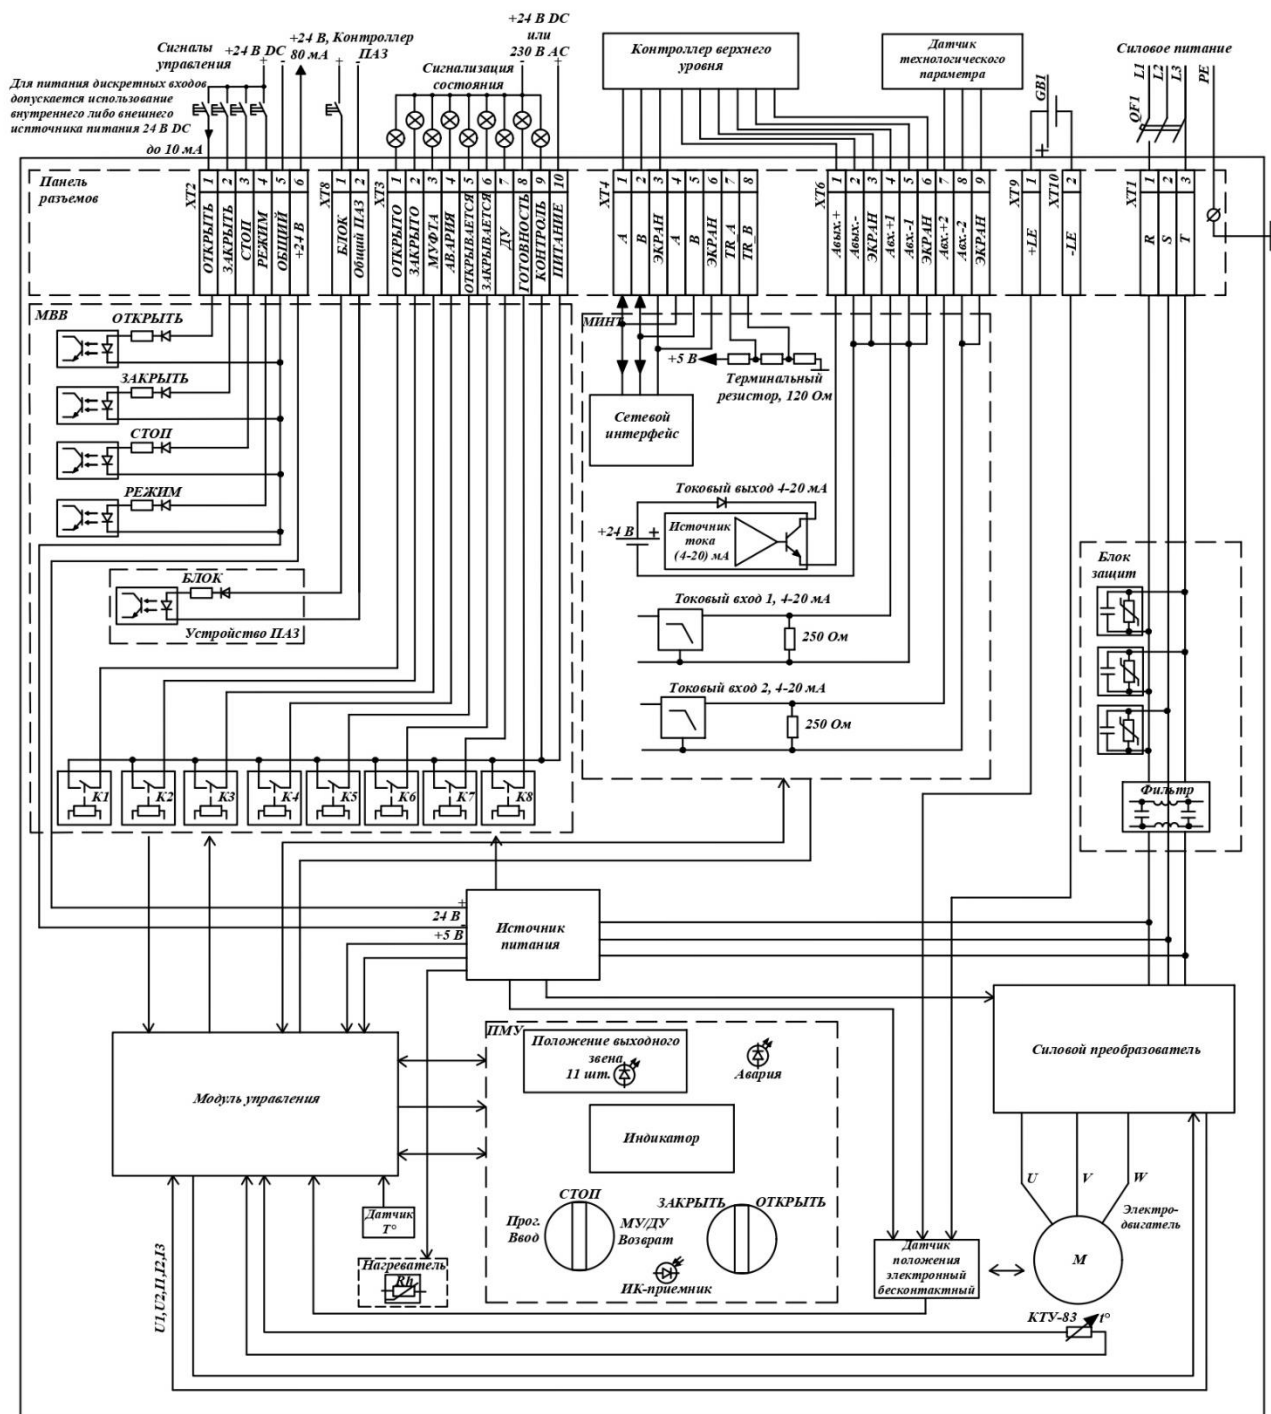 Сигналы
управления
+24 В DC
+ -
+24 В,
80 мА
Контроллер
ПАЗ
+ -
Сигнализация
состояния
+24 В DC
или
230 В АС
- +
Контроллер верхнего
уровня
Датчик
технологического
параметра
GB1
+
Силовое питание
QF1
L1
L2
L3
PE
Для питания дискретных входов
допускается использование
внутреннего либо внешнего
испточника питания 24 В DC
до 10 мА
Панель
разъемов
XT2
1 ОТКРЫТЬ
2 ЗАКРЫТЬ
3 СТОП
4 РЕЖИМ
5 ОБЩИЙ
6 +24 В
XT8
1 БЛОК
2 Общий ПАЗ
XT3
1 ОТКРЫТО
2 ЗАКРЫТО
3 МУФТА
4 АВАРИЯ
5 ОТКРЫВАЕТСЯ
6 ЗАКРЫВАЕТСЯ
7 ДУ
8 ГОТОВНОСТЬ
9 КОНТРОЛЬ
10 ПИТАНИЕ
XT4
1 A
2 B
3 ЭКРАН
4 A
5 B
6 ЭКРАН
7 TR_A
8 TR_B
XT6
1 Авых.+
2 Авых.-
3 ЭКРАН
4 Авх.+1
5 Авх.-1
6 ЭКРАН
7 Авх.+2
8 Авх.-2
9 ЭКРАН
XT9
1 +LE
XT10
2 -LE
XT1
1 R
2 S
3 T
МВВ
ОТКРЫТЬ
ЗАКРЫТЬ
СТОП
РЕЖИМ
БЛОК
Устройство ПАЗ
K1
K2
K3
K4
K5
K6
K7
K8
МИНТ
+5 В
Терминальный
резистор, 120 Ом
Сетевой
интерфейс
Токовый выход 4-20 мА
+24 В
+
Источник
тока
(4-20) мА
Токовый вход 1, 4-20 мА
250 Ом
Токовый вход 2, 4-20 мА
250 Ом
Блок
защит
Фильтр
+
24 В
-
+5 В
Источник
питания
Модуль управления
ПМУ
Положение выходного
звена
11 шт.
Авария
Индикатор
СТОП
Прог.
Ввод
МУ/ДУ
Возврат
ЗАКРЫТЬ
ОТКРЫТЬ
ИК-приемник
Силовой преобразователь
U
V
W
Электро-
двигатель
M
Датчик
T°
Нагреватель
Rh
Датчик
положения
электронный
бесконтактный
КТУ-83
t°
U1,U2,I1,I2,I3